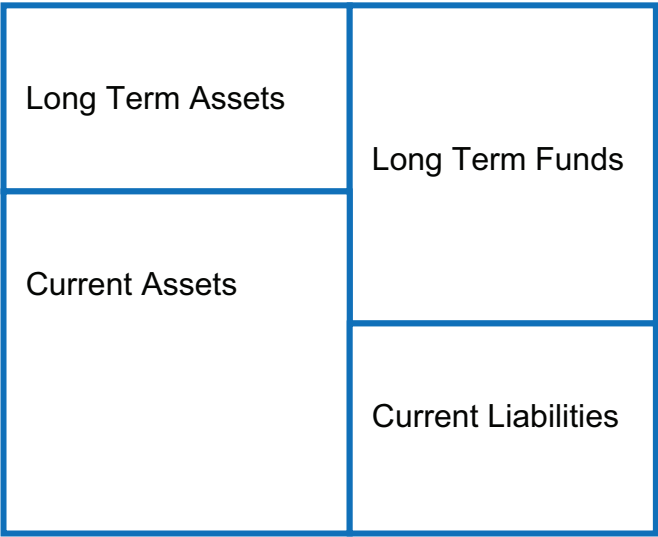 Long Term Assets
Current Assets
Long Term Funds
Current Liabilities